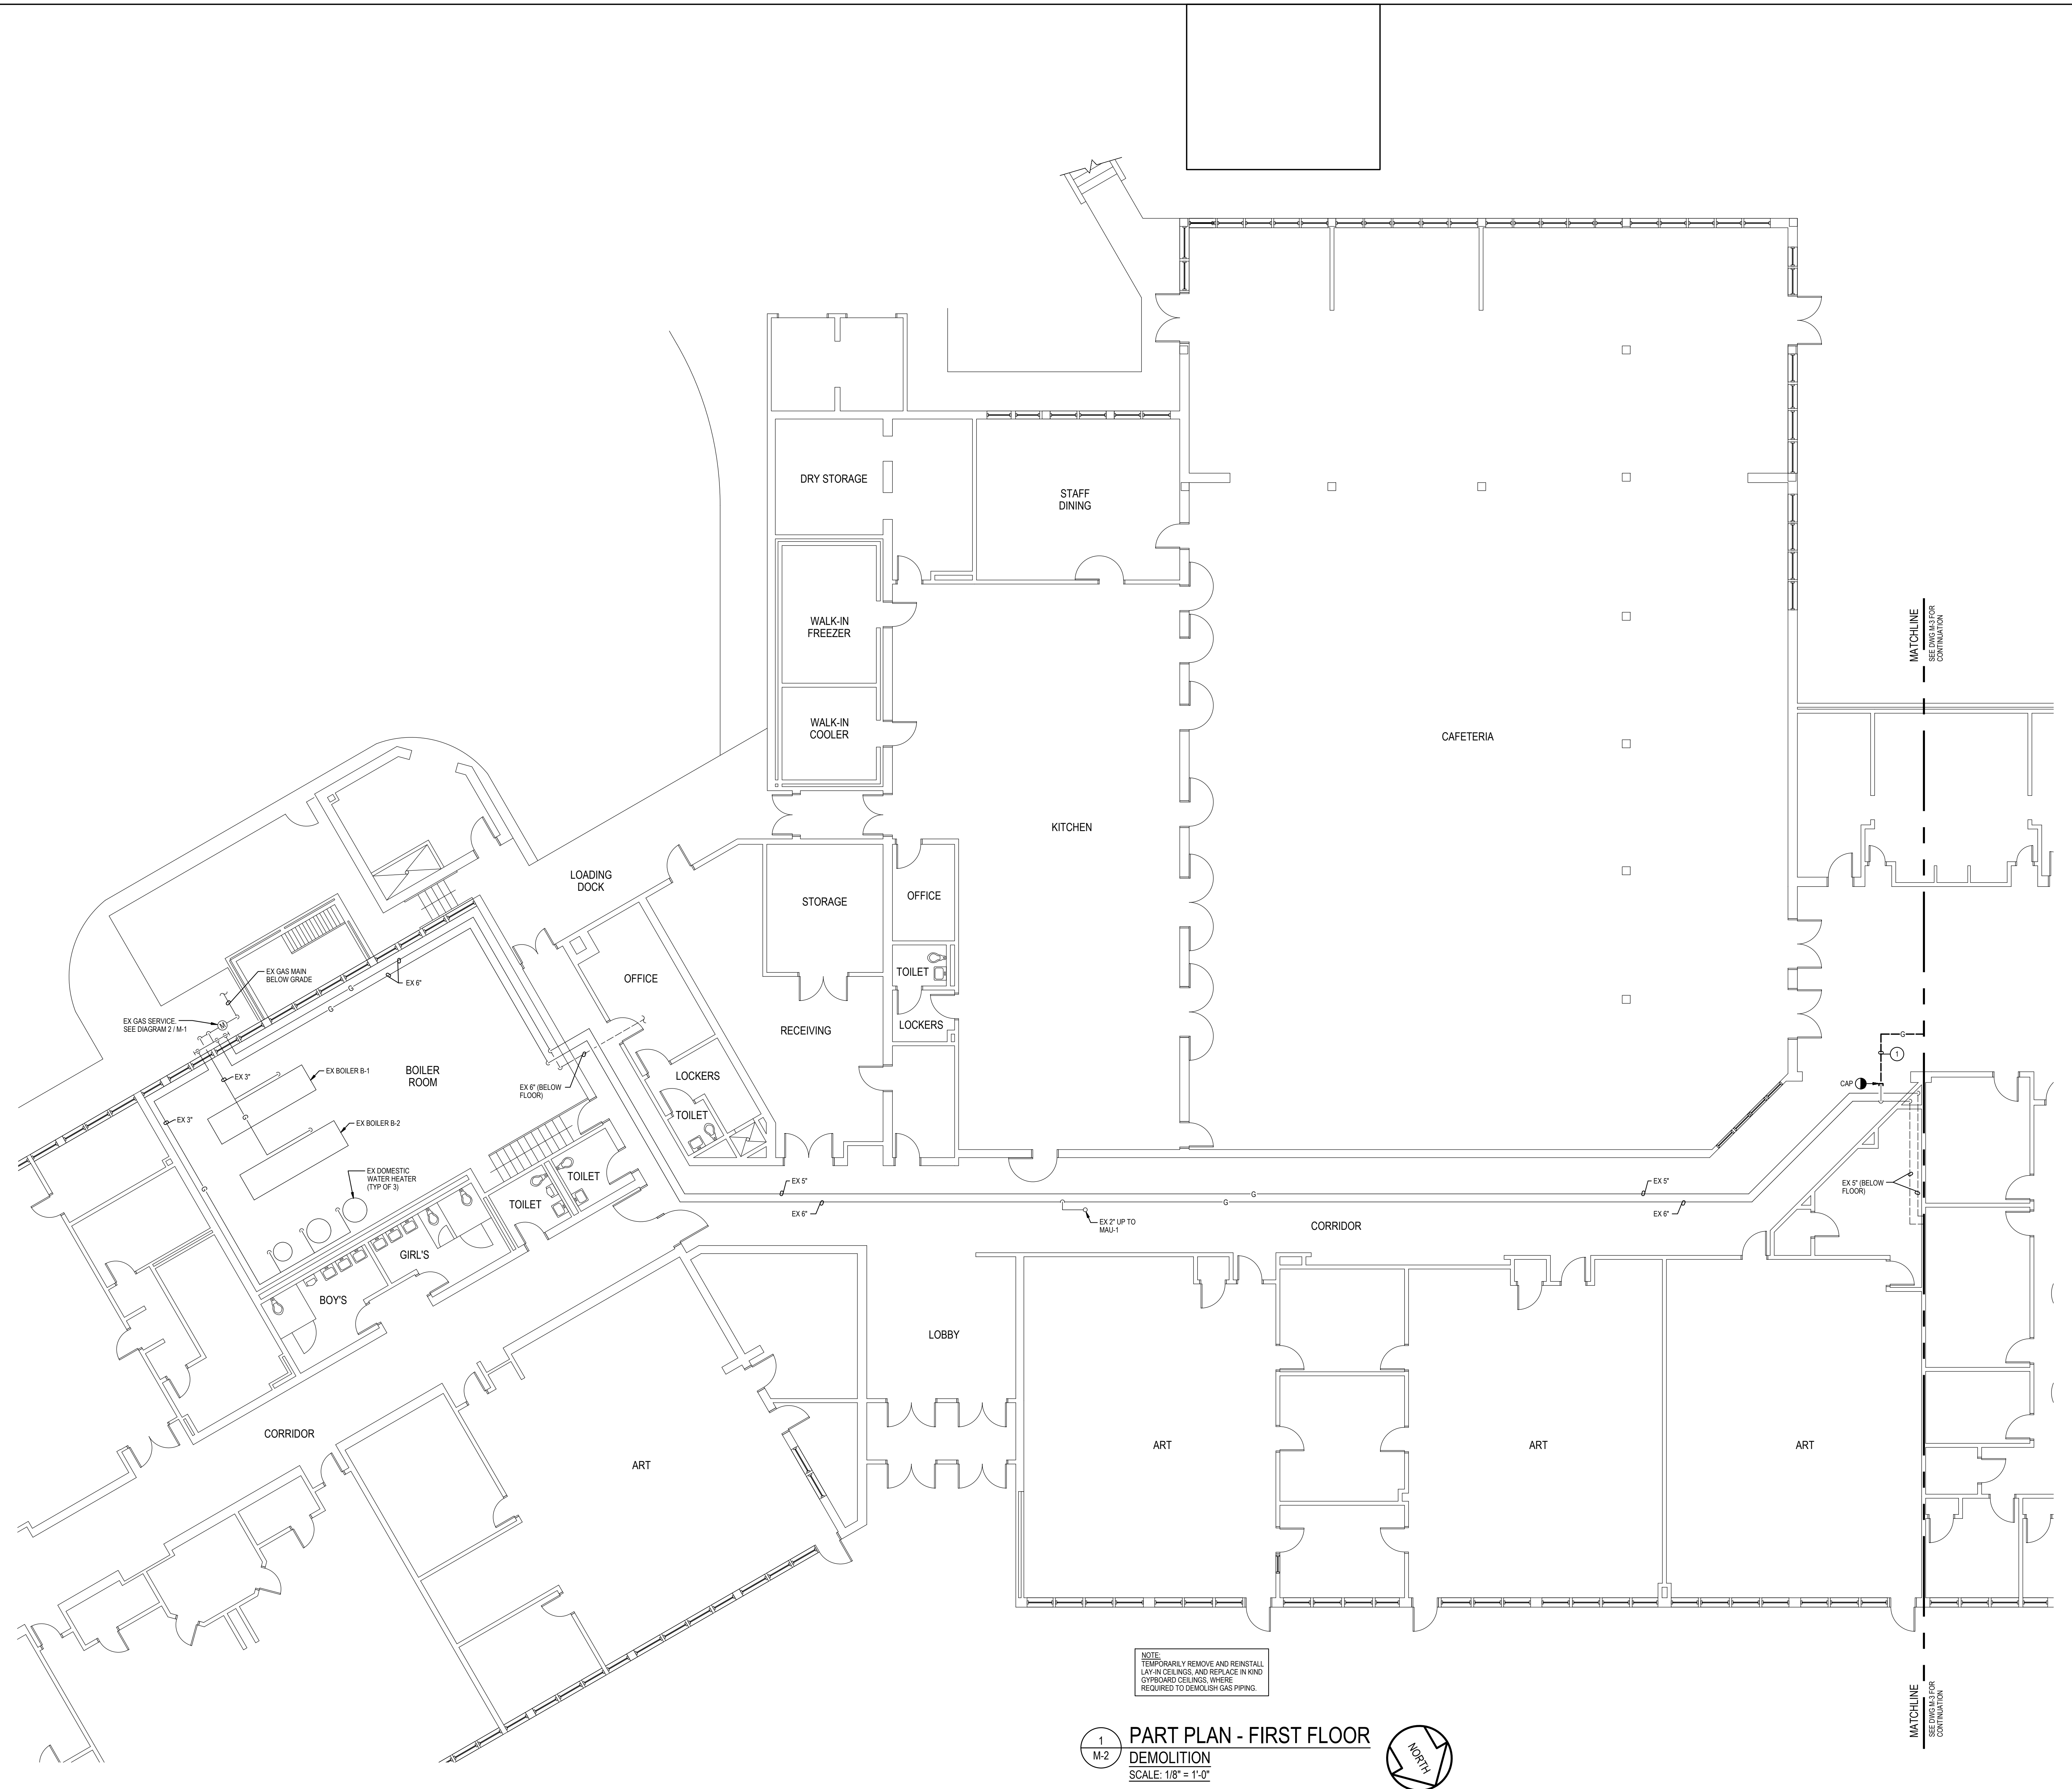 MATCHLINE
SEE DWG M-3 FOR
CONTINUATION
DRY STORAGE
STAFF
DINING
WALK-IN
FREEZER
WALK-IN
COOLER
CAFETERIA
KITCHEN
LOADING
DOCK
STORAGE
OFFICE
TOILET
LOCKERS
RECEIVING
OFFICE
LOCKERS
TOILET
EX GAS MAIN
BELOW GRADE
EX 6"
G
G
EX GAS SERVICE.
SEE DIAGRAM 2 / M-1
M
EX 3"
EX 3"
G
G
EX BOILER B-1
EX BOILER B-2
BOILER
ROOM
EX 6" (BELOW
FLOOR)
EX DOMESTIC
WATER HEATER
(TYP OF 3)
TOILET
TOILET
GIRL'S
BOY'S
G
1
CAP
EX 5" (BELOW
FLOOR)
EX 5"
G
EX 5"
EX 6"
G
EX 6"
EX 2" UP TO
MAU-1
CORRIDOR
LOBBY
CORRIDOR
ART
ART
ART
ART
NOTE:
TEMPORARILY REMOVE AND REINSTALL
LAY-IN CEILINGS, AND REPLACE IN KIND
GYPBOARD CEILINGS, WHERE
REQUIRED TO DEMOLISH GAS PIPING.
MATCHLINE
SEE DWG M-3 FOR
CONTINUATION
1
M-2
PART PLAN - FIRST FLOOR
DEMOLITION
SCALE: 1/8" = 1'-0"
NORTH